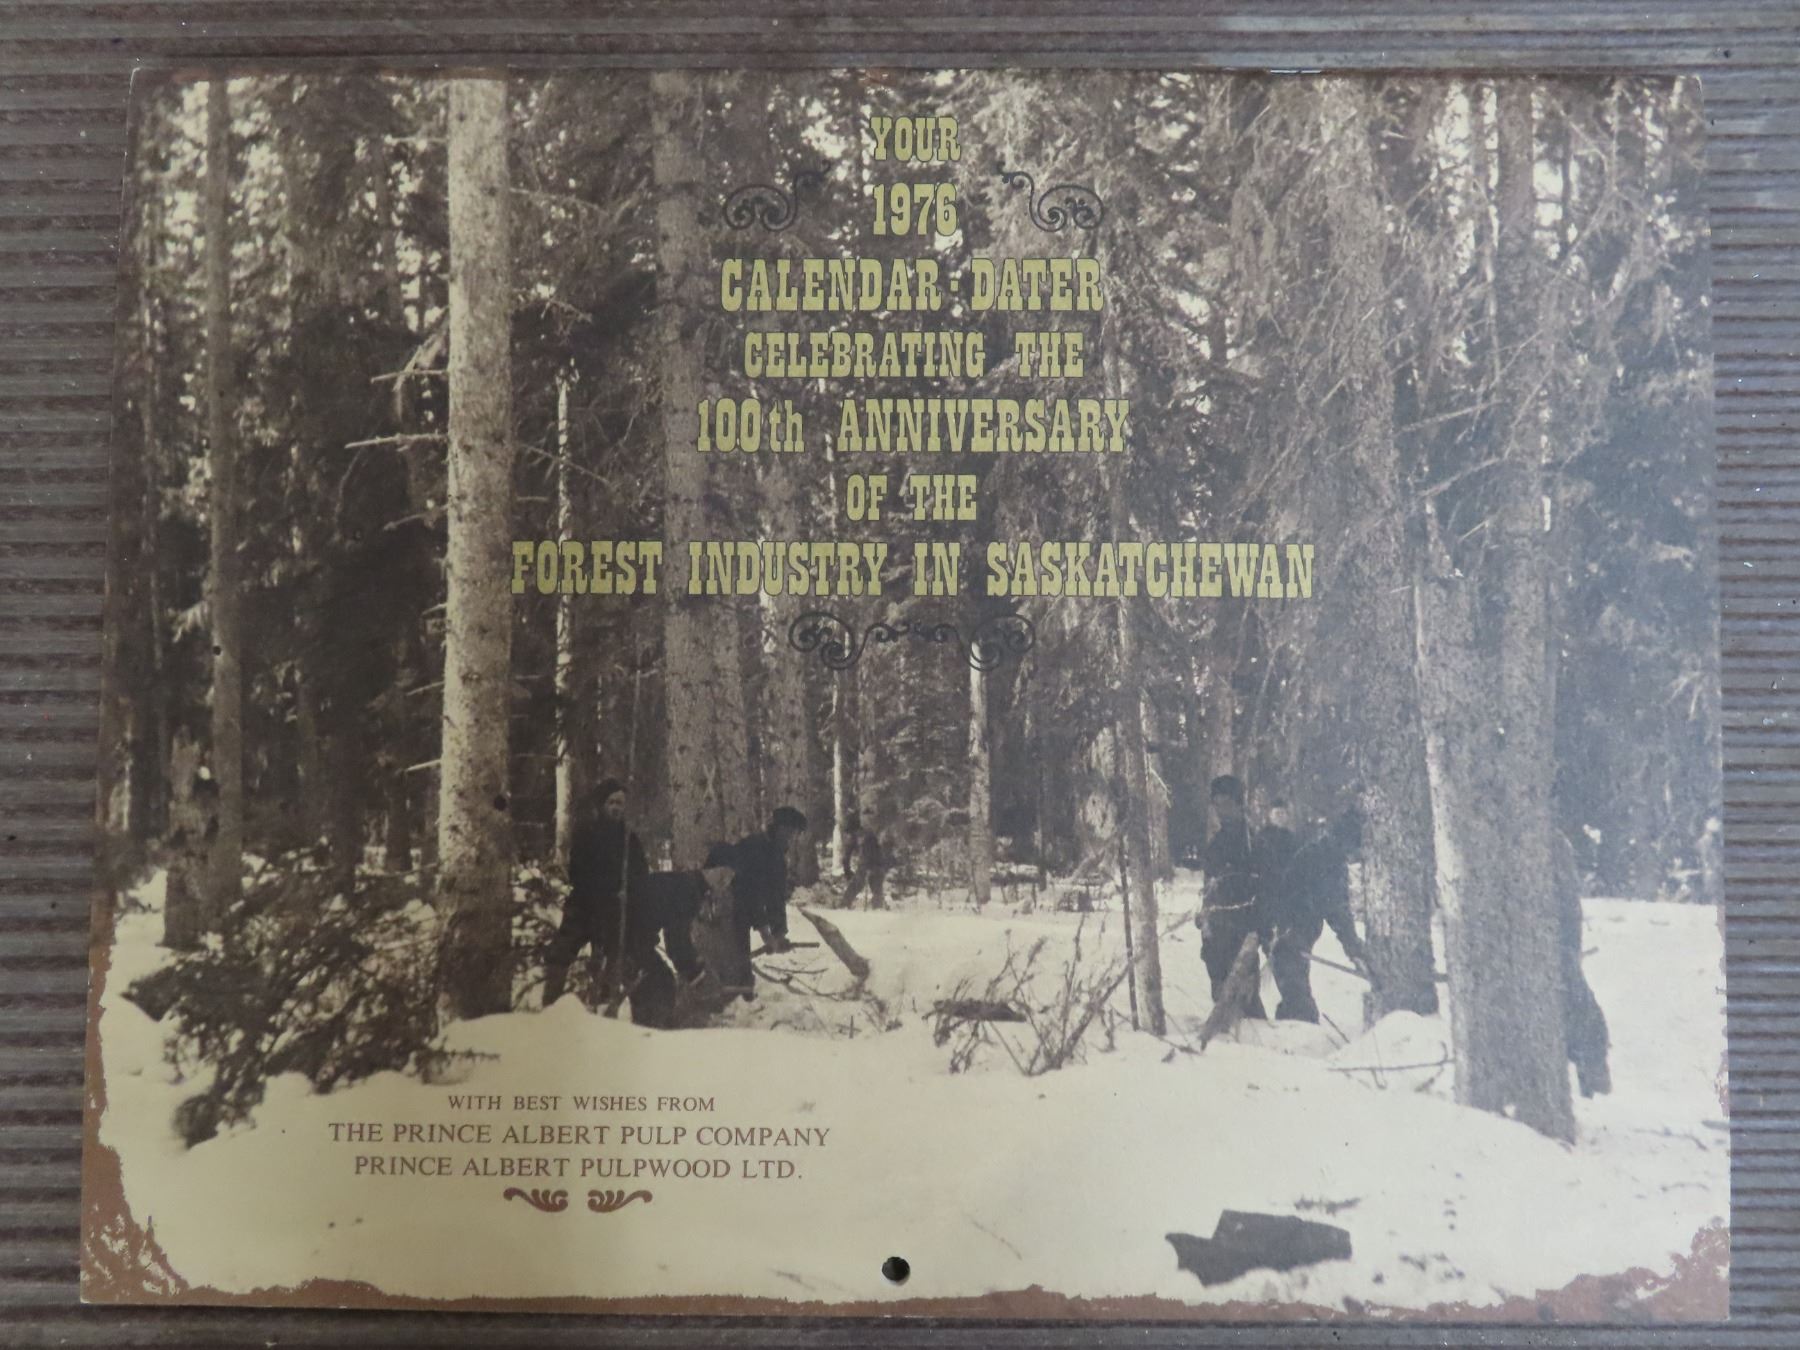 YOUR
1976
CALENDAR · DATER
CELEBRATING THE
100th ANNIVERSARY
OF THE
FOREST INDUSTRY IN SASKATCHEWAN
WITH BEST WISHES FROM
THE PRINCE ALBERT PULP COMPANY
PRINCE ALBERT PULPWOOD LTD.